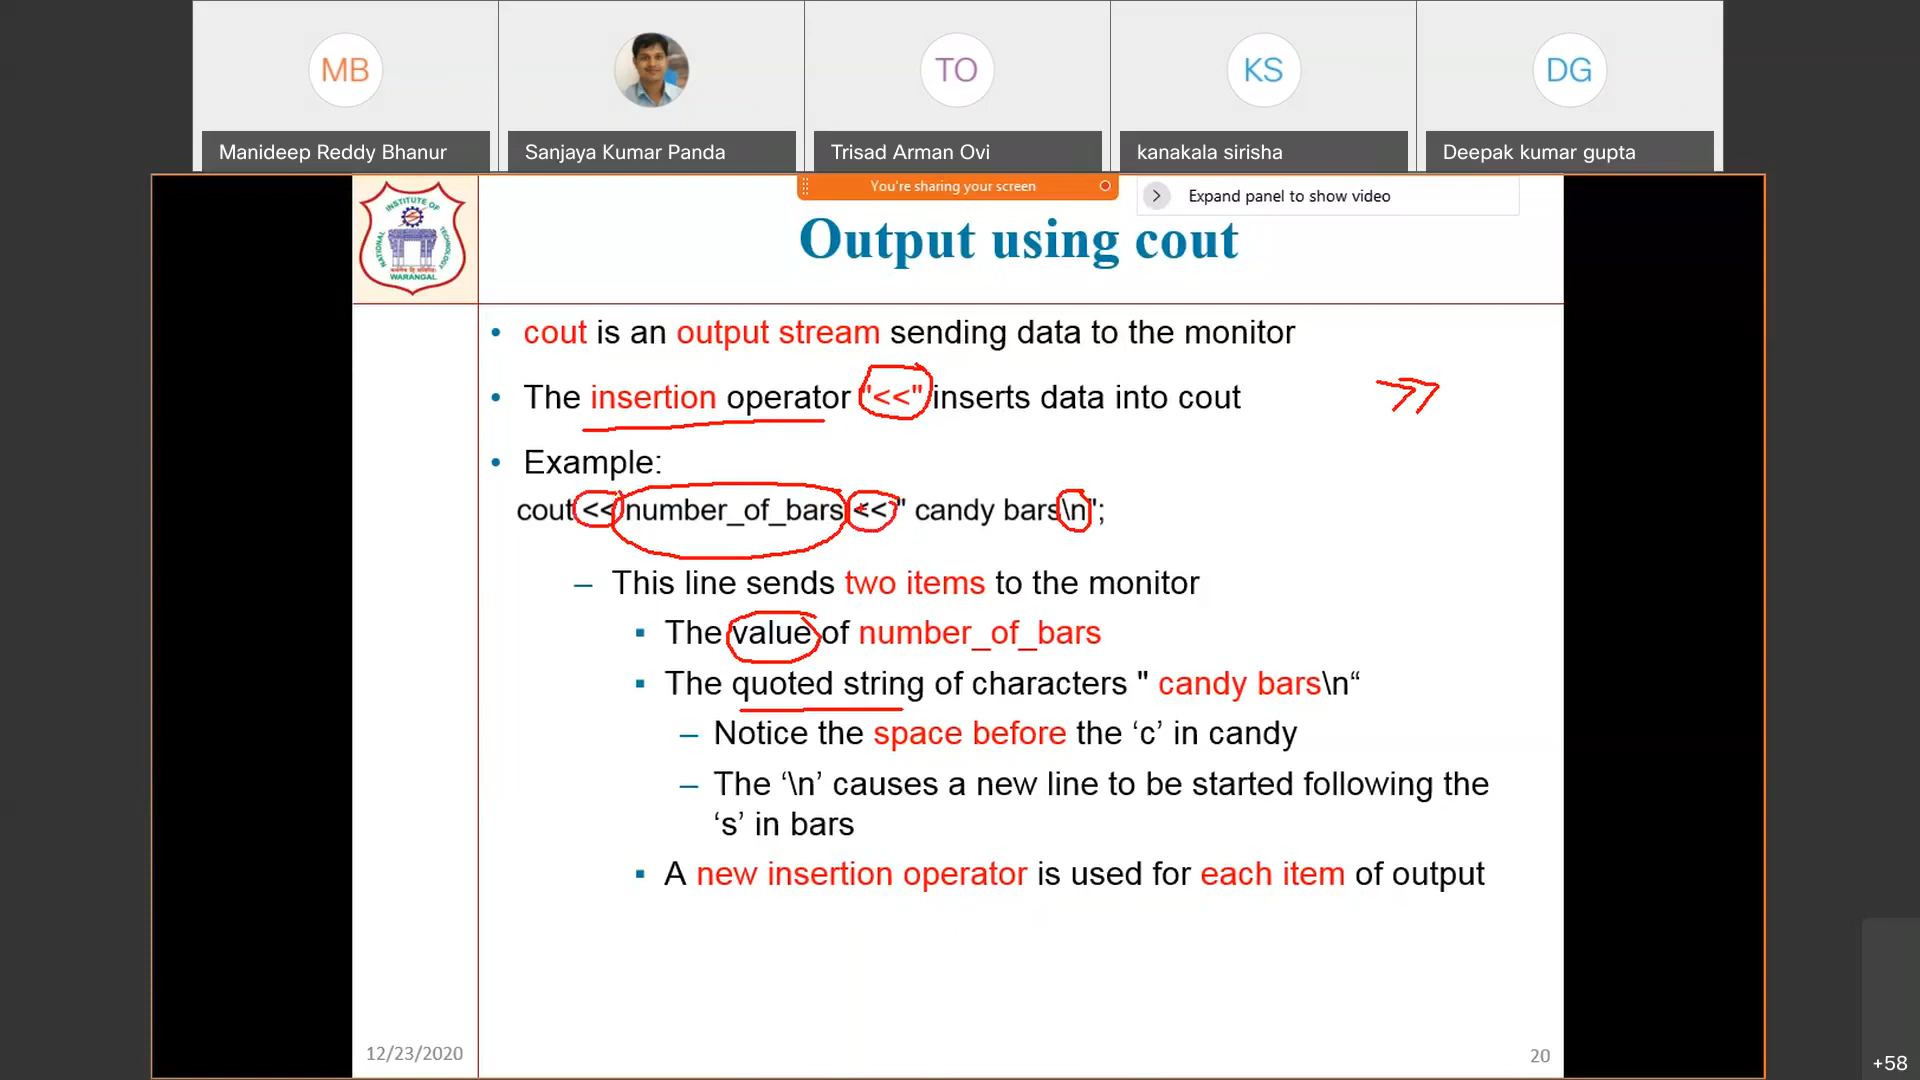 MB
TO
KS
DG
Manideep Reddy Bhanur
Sanjaya Kumar Panda
Trisad Arman Ovi
kanakala sirisha
Deepak kumar gupta
You're sharing your screen
Expand panel to show video
INSTITUTE OF
NATIONAL
TECHNOLOGY
WARANGAL
Output using cout
• cout is an output stream sending data to the monitor
• The insertion operator "<<" inserts data into cout
>>
• Example:
cout << number_of_bars << " candy bars\n";
– This line sends two items to the monitor
▪ The value of number_of_bars
▪ The quoted string of characters " candy bars\n“
– Notice the space before the ‘c’ in candy
– The ‘\n’ causes a new line to be started following the
‘s’ in bars
▪ A new insertion operator is used for each item of output
12/23/2020
20
+58